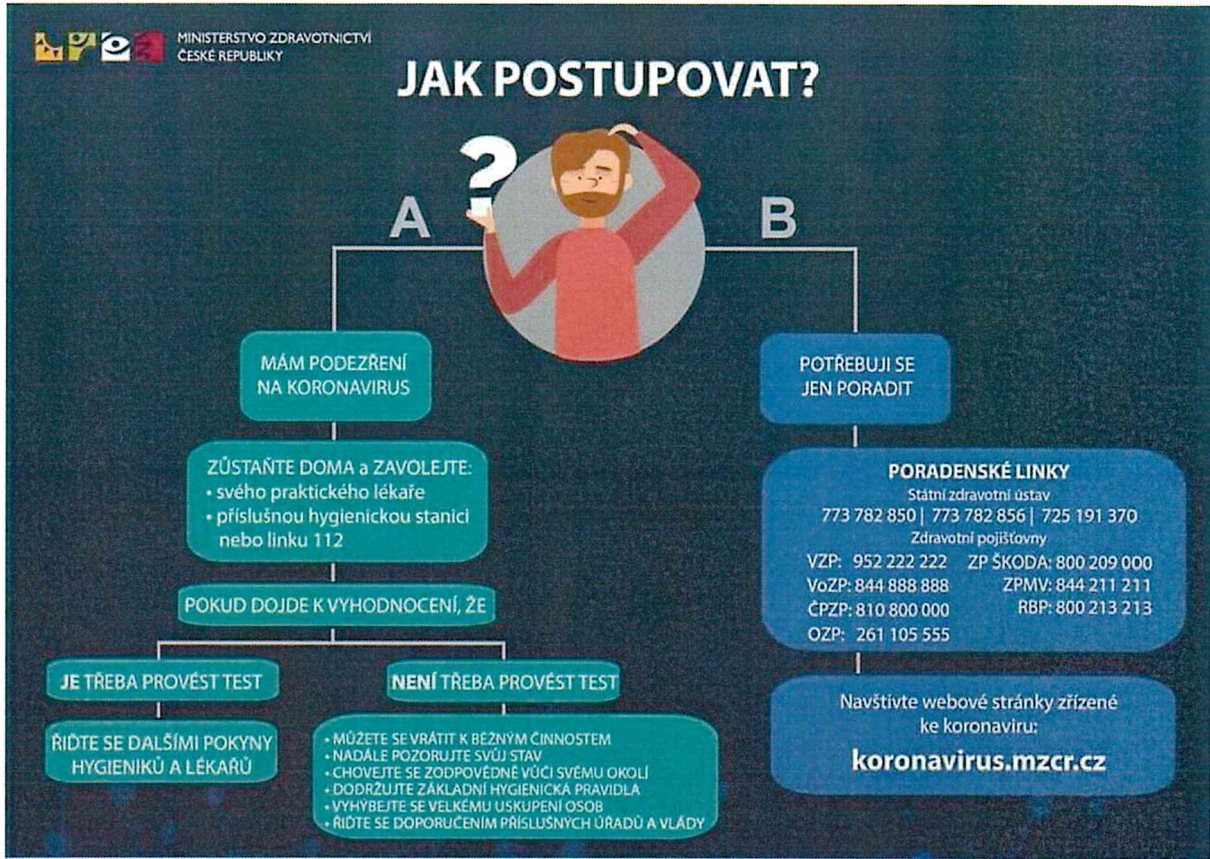 MINISTERSTVO ZDRAVOTNICTVÍ
ČESKÉ REPUBLIKY
JAK POSTUPOVAT?
?
A
B
MÁM PODEZŘENÍ
NA KORONAVIRUS
ZŮSTAŇTE DOMA a ZAVOLEJTE:
• svého praktického lékaře
• příslušnou hygienickou stanici
nebo linku 112
POKUD DOJDE K VYHODNOCENÍ, ŽE
JE TŘEBA PROVÉST TEST
ŘIĎTE SE DALŠÍMI POKYNY
HYGIENIKŮ A LÉKAŘŮ
NENÍ TŘEBA PROVÉST TEST
• MŮŽETE SE VRÁTIT K BĚŽNÝM ČINNOSTEM
• NADÁLE POZORUJTE SVŮJ STAV
• CHOVEJTE SE ZODPOVĚDNĚ VŮČI SVÉMU OKOLÍ
• DODRŽUJTE ZÁKLADNÍ HYGIENICKÁ PRAVIDLA
• VYHÝBEJTE SE VELKÉMU USKUPENÍ OSOB
• ŘIĎTE SE DOPORUČENÍM PŘÍSLUŠNÝCH ÚŘADŮ A VLÁDY
POTŘEBUJI SE
JEN PORADIT
PORADENSKÉ LINKY
Státní zdravotní ústav
773 782 850 | 773 782 856 | 725 191 370
Zdravotní pojišťovny
VZP: 952 222 222 ZP ŠKODA: 800 209 000
VoZP: 844 888 888 ZPMV: 844 211 211
ČPZP: 810 800 000 RBP: 800 213 213
OZP: 261 105 555
Navštivte webové stránky zřízené
ke koronaviru:
koronavirus.mzcr.cz